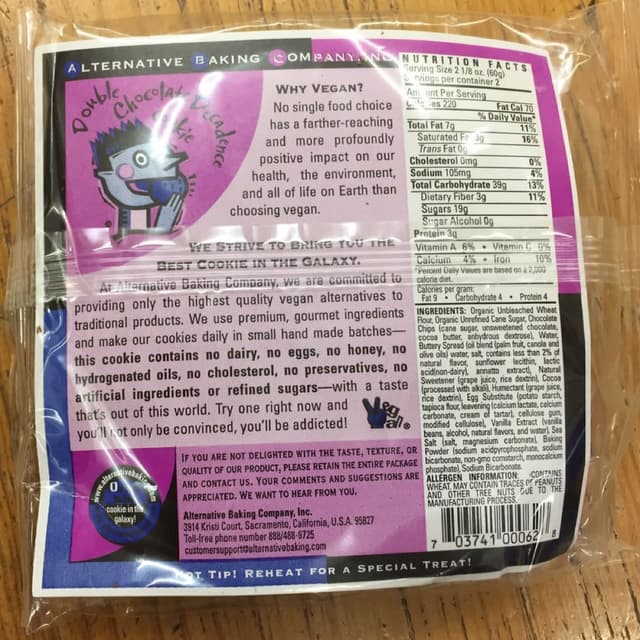 ALTERNATIVE BAKING COMPANY, INC
Double
Chocolate
Decadence
Cookie
WHY VEGAN?
No single food choice
has a farther-reaching
and more profoundly
positive impact on our
health, the environment,
and all of life on Earth than
choosing vegan.
WE STRIVE TO BRING YOU THE
BEST COOKIE IN THE GALAXY.
At Alternative Baking Company, we are committed to
providing only the highest quality vegan alternatives to
traditional products. We use premium, gourmet ingredients
and make our cookies daily in small hand made batches—
this cookie contains no dairy, no eggs, no honey, no
hydrogenated oils, no cholesterol, no preservatives, no
artificial ingredients or refined sugars—with a taste
that's out of this world. Try one right now and
you'll not only be convinced, you'll be addicted!
Vegan®
www.alternativebaking.com
cookie in the
galaxy!
IF YOU ARE NOT DELIGHTED WITH THE TASTE, TEXTURE, OR
QUALITY OF OUR PRODUCT, PLEASE RETAIN THE ENTIRE PACKAGE
AND CONTACT US. YOUR COMMENTS AND SUGGESTIONS ARE
APPRECIATED. WE WANT TO HEAR FROM YOU.
Alternative Baking Company, Inc.
3914 Kristi Court, Sacramento, California, U.S.A. 95827
Toll-free phone number 888/488-9725
customersupport@alternativebaking.com
HOT TIP! REHEAT FOR A SPECIAL TREAT!
NUTRITION FACTS
Serving Size 2 1/8 oz. (60g)
Servings per container 2
Amount Per Serving
Calories 220 Fat Cal 70
% Daily Value*
Total Fat 7g 11%
Saturated Fat 3g 16%
Trans Fat 0g
Cholesterol 0mg 0%
Sodium 105mg 4%
Total Carbohydrate 39g 13%
Dietary Fiber 3g 11%
Sugars 19g
Sugar Alcohol 0g
Protein 3g
Vitamin A 6% • Vitamin C 0%
Calcium 4% • Iron 10%
*Percent Daily Values are based on a 2,000
calorie diet.
Calories per gram:
Fat 9 • Carbohydrate 4 • Protein 4
INGREDIENTS: Organic Unbleached Wheat
Flour, Organic Unrefined Cane Sugar, Chocolate
Chips (cane sugar, unsweetened chocolate,
cocoa butter, anhydrous dextrose), Water,
Buttery Spread (oil blend (palm fruit, canola and
olive oils) water, salt, contains less than 2% of
natural flavor, sunflower lecithin, lactic
acid(non-dairy), annatto extract), Natural
Sweetener (grape juice, rice dextrin), Cocoa
(processed with alkali), Humectant (grape juice,
rice dextrin), Egg Substitute (potato starch,
tapioca flour, leavening (calcium lactate, calcium
carbonate, cream of tartar), cellulose gum,
modified cellulose), Vanilla Extract (vanilla
beans, alcohol, natural flavors, and water), Sea
Salt (salt, magnesium carbonate), Baking
Powder (sodium acidpyrophosphate, sodium
bicarbonate, non-gmo cornstarch, monocalcium
phosphate), Sodium Bicarbonate.
ALLERGEN INFORMATION: CONTAINS
WHEAT. MAY CONTAIN TRACES OF PEANUTS
AND OTHER TREE NUTS DUE TO THE
MANUFACTURING PROCESS.
7 03741 00062 8